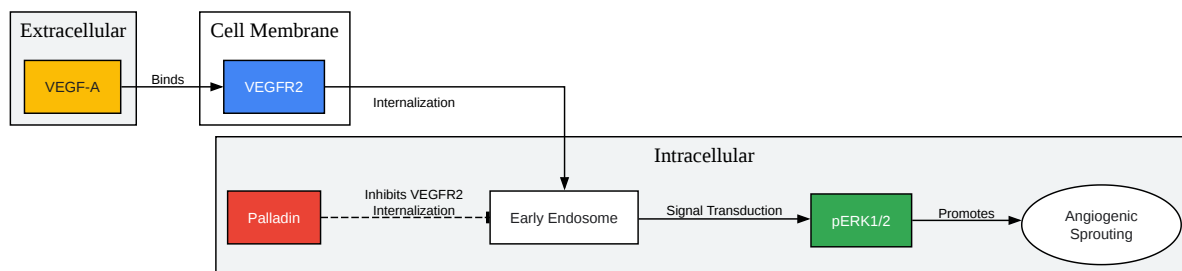 Extracellular
Cell Membrane
VEGF-A
Binds
VEGFR2
Internalization
Intracellular
Palladin
Inhibits VEGFR2
Internalization
Early Endosome
Signal Transduction
pERK1/2
Promotes
Angiogenic
Sprouting